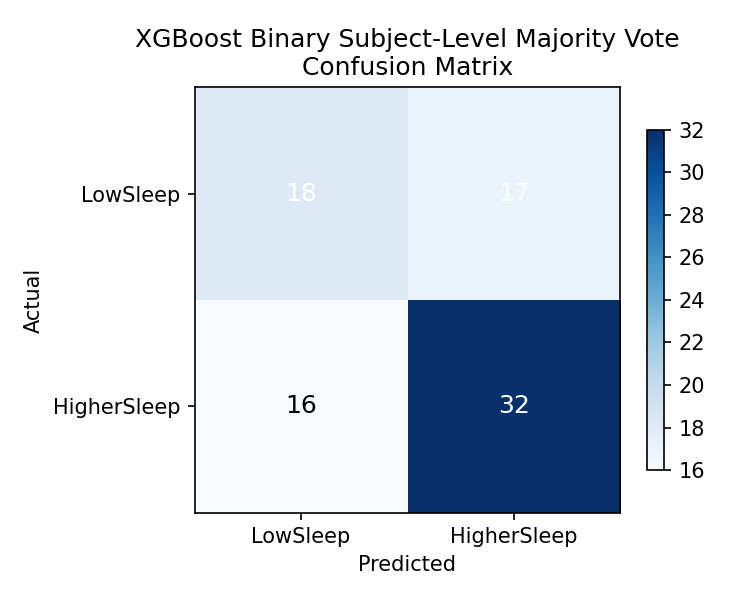 XGBoost Binary Subject-Level Majority Vote
Confusion Matrix
32
30
28
26
24
22
20
18
16
Actual
LowSleep
18
17
HigherSleep
16
32
LowSleep
HigherSleep
Predicted